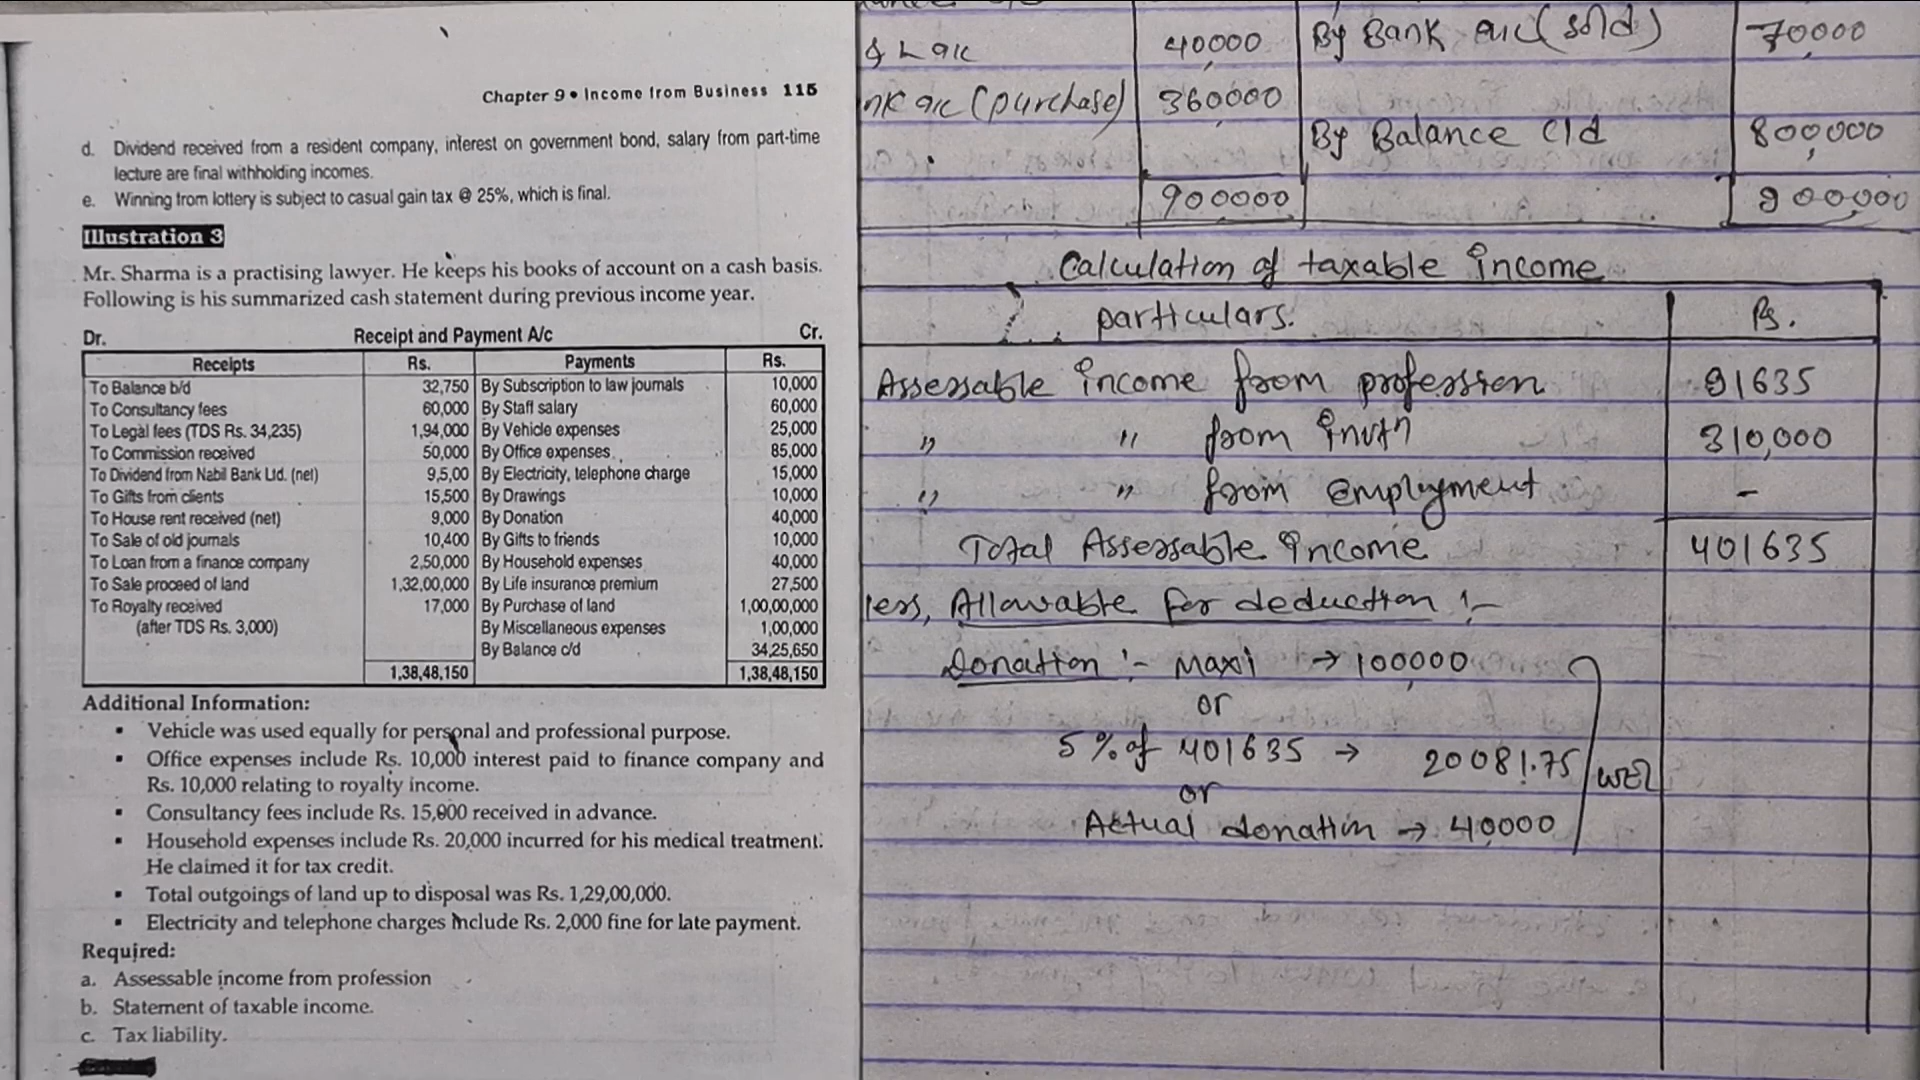 Chapter 9 • Income from Business 115
d. Dividend received from a resident company, interest on government bond, salary from part-time
lecture are final withholding incomes.
e. Winning from lottery is subject to casual gain tax @ 25%, which is final.
Illustration 3
Mr. Sharma is a practising lawyer. He keeps his books of account on a cash basis.
Following is his summarized cash statement during previous income year.
Dr. Receipt and Payment A/c Cr.
Receipts Rs. Payments Rs.
To Balance b/d 32,750 By Subscription to law journals 10,000
To Consultancy fees 60,000 By Staff salary 60,000
To Legal fees (TDS Rs. 34,235) 1,94,000 By Vehicle expenses 25,000
To Commission received 50,000 By Office expenses 85,000
To Dividend from Nabil Bank Ltd. (net) 9,5,00 By Electricity, telephone charge 15,000
To Gifts from clients 15,500 By Drawings 10,000
To House rent received (net) 9,000 By Donation 40,000
To Sale of old journals 10,400 By Gifts to friends 10,000
To Loan from a finance company 2,50,000 By Household expenses 40,000
To Sale proceed of land 1,32,00,000 By Life insurance premium 27,500
To Royalty received 17,000 By Purchase of land 1,00,00,000
(after TDS Rs. 3,000) By Miscellaneous expenses 1,00,000
By Balance c/d 34,25,650
1,38,48,150 1,38,48,150
Additional Information:
▪ Vehicle was used equally for personal and professional purpose.
▪ Office expenses include Rs. 10,000 interest paid to finance company and
Rs. 10,000 relating to royalty income.
▪ Consultancy fees include Rs. 15,000 received in advance.
▪ Household expenses include Rs. 20,000 incurred for his medical treatment.
He claimed it for tax credit.
▪ Total outgoings of land up to disposal was Rs. 1,29,00,000.
▪ Electricity and telephone charges include Rs. 2,000 fine for late payment.
Required:
a. Assessable income from profession
b. Statement of taxable income.
c. Tax liability.
& L a/c 40,000 By Bank a/c (sold) 70000
nk a/c (purchase) 360000
By Balance c/d 800,000
900000 900000
Calculation of taxable income
particulars. Rs.
Assessable income from profession 91635
" " from invtn 310,000
" " from employment -
Total Assessable income 401635
less, Allowable for deduction :-
Donation :- Maxi → 100000
or
5% of 401635 → 20081.75
or
Actual donation → 40000